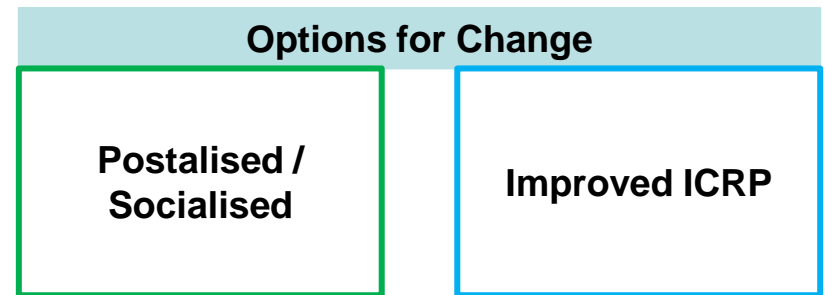 Options for Change
Postalised /
Socialised
Improved ICRP